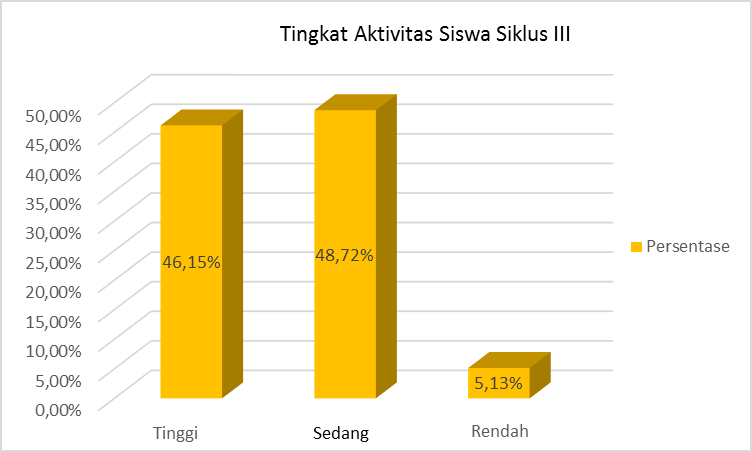 Tingkat Aktivitas Siswa Siklus III
50,00%
45,00%
40,00%
35,00%
30,00%
25,00%
20,00%
15,00%
10,00%
5,00%
0,00%
46,15%
48,72%
5,13%
Tinggi
Sedang
Rendah
Persentase